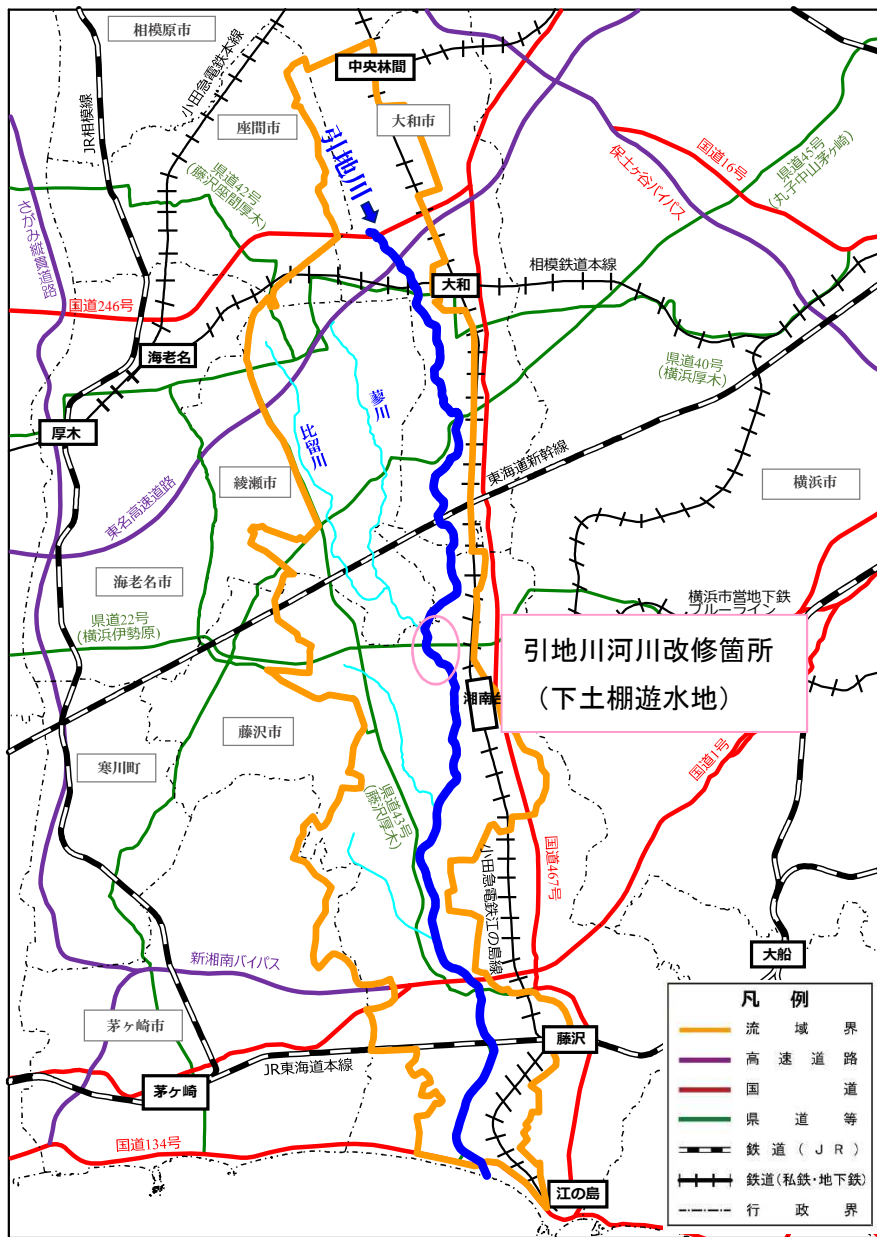 相模原市
中央林間
小田急電鉄本線
JR相模線
座間市
大和市
引地川
国道16号
県道45号
(丸子中山茅ヶ崎)
保土ヶ谷バイパス
県道42号
(藤沢座間厚木)
さがみ縦貫道路
大和
相模鉄道本線
国道246号
海老名
県道40号
(横浜厚木)
蓼川
比留川
厚木
東海道新幹線
綾瀬市
横浜市
東名高速道路
海老名市
横浜市営地下鉄
ブルーライン
県道22号
(横浜伊勢原)
引地川河川改修箇所
(下土棚遊水地)
湘南台
藤沢市
寒川町
国道1号
県道43号
(藤沢厚木)
小田急電鉄江の島線
国道467号
大船
新湘南バイパス
茅ヶ崎市
藤沢
JR東海道本線
茅ヶ崎
国道134号
江の島
凡例
流域界
高速道路
国道
県道等
鉄道(JR)
鉄道(私鉄・地下鉄)
行政界